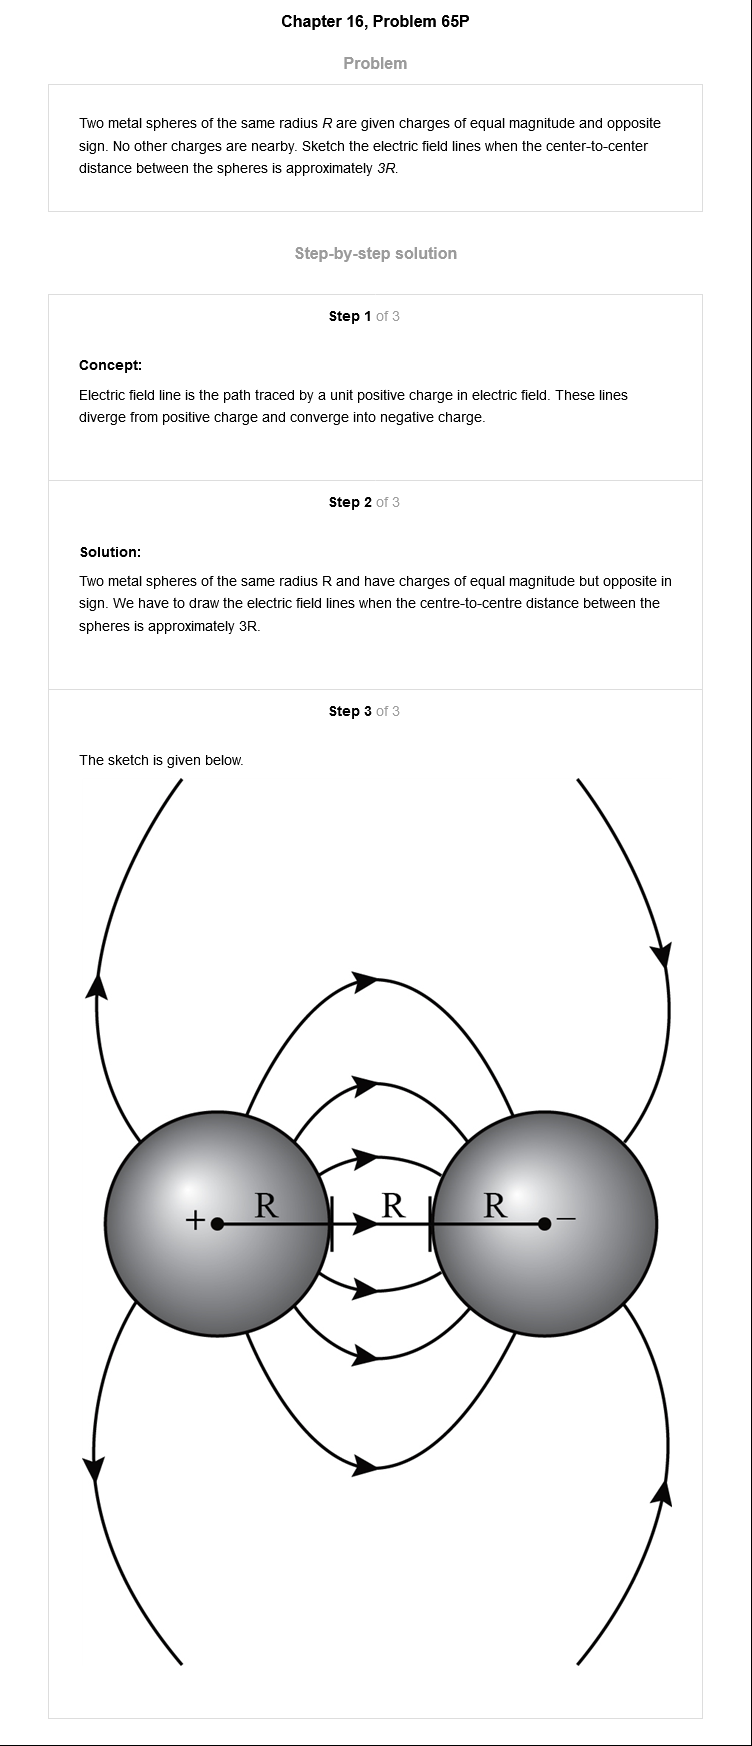 Chapter 16, Problem 65P
Problem
Two metal spheres of the same radius R are given charges of equal magnitude and opposite
sign. No other charges are nearby. Sketch the electric field lines when the center-to-center
distance between the spheres is approximately 3R.
Step-by-step solution
Step 1 of 3
Concept:
Electric field line is the path traced by a unit positive charge in electric field. These lines
diverge from positive charge and converge into negative charge.
Step 2 of 3
Solution:
Two metal spheres of the same radius R and have charges of equal magnitude but opposite in
sign. We have to draw the electric field lines when the centre-to-centre distance between the
spheres is approximately 3R.
Step 3 of 3
The sketch is given below.
R R R
+ −